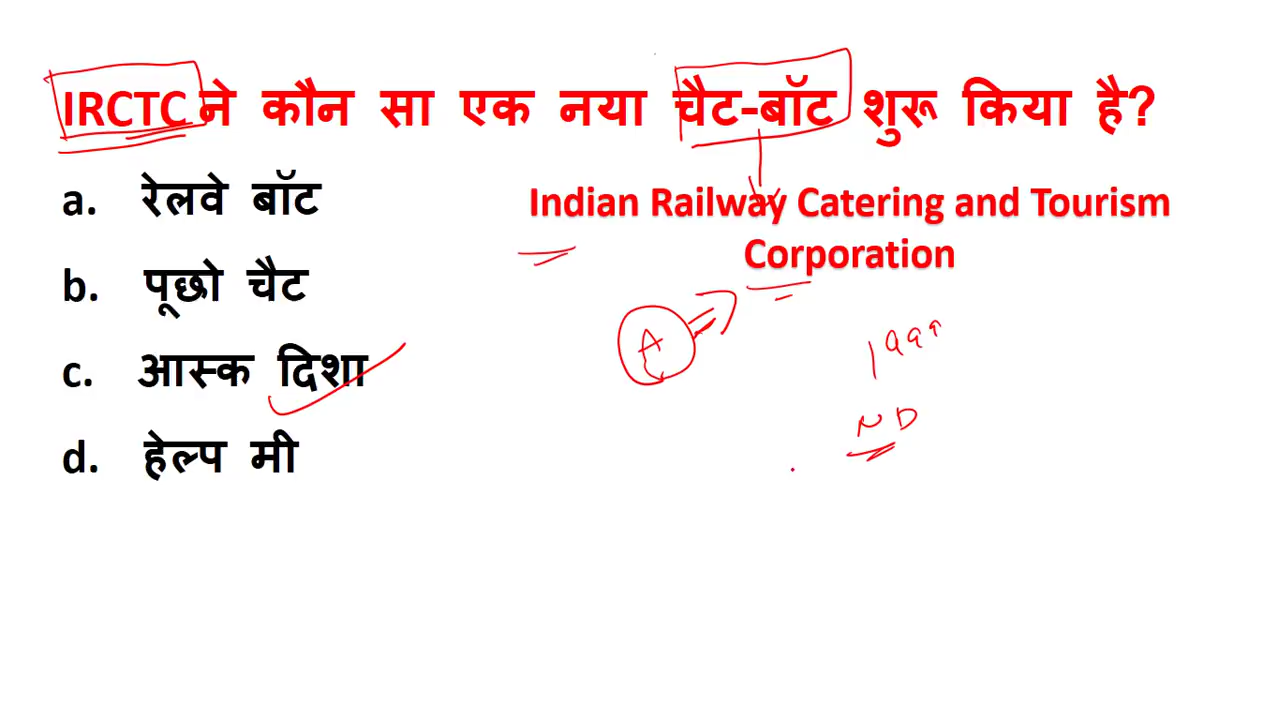 IRCTC ने कौन सा एक नया चैट-बॉट शुरू किया है?
a. रेलवे बॉट
Indian Railway Catering and Tourism
Corporation
b. पूछो चैट
A
1999
c. आस्क दिशा
ND
d. हेल्प मी